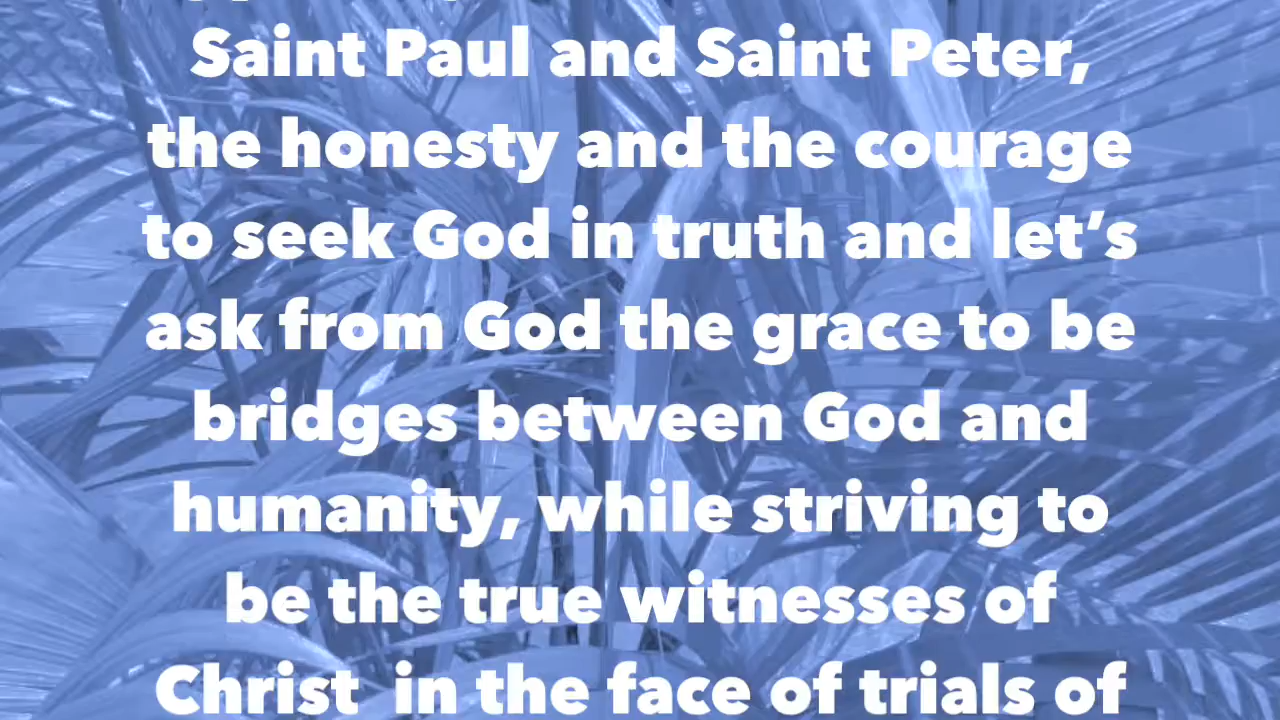 Saint Paul and Saint Peter,
the honesty and the courage
to seek God in truth and let’s
ask from God the grace to be
bridges between God and
humanity, while striving to
be the true witnesses of
Christ  in the face of trials of